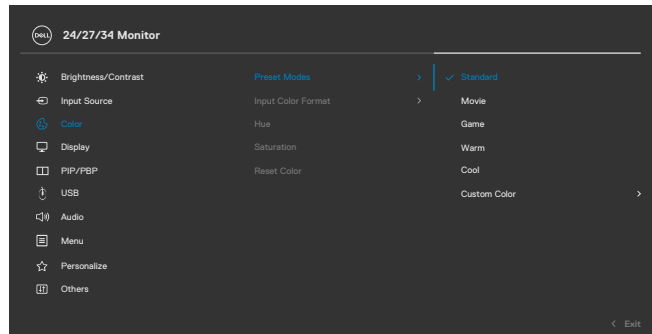 DELL 24/27/34 Monitor
Brightness/Contrast Preset Modes > ✓ Standard
Input Source Input Color Format > Movie
Color Hue Game
Display Saturation Warm
PIP/PBP Reset Color Cool
USB Custom Color >
Audio
Menu
Personalize
Others
< Exit